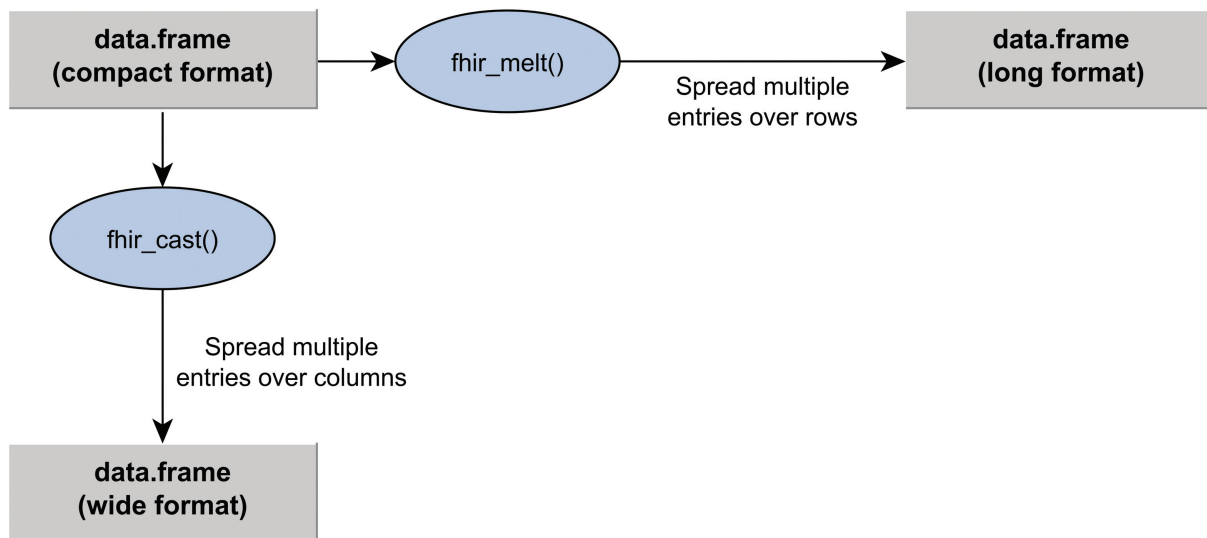 data.frame
(compact format)
fhir_melt()
Spread multiple
entries over rows
data.frame
(long format)
fhir_cast()
Spread multiple
entries over columns
data.frame
(wide format)